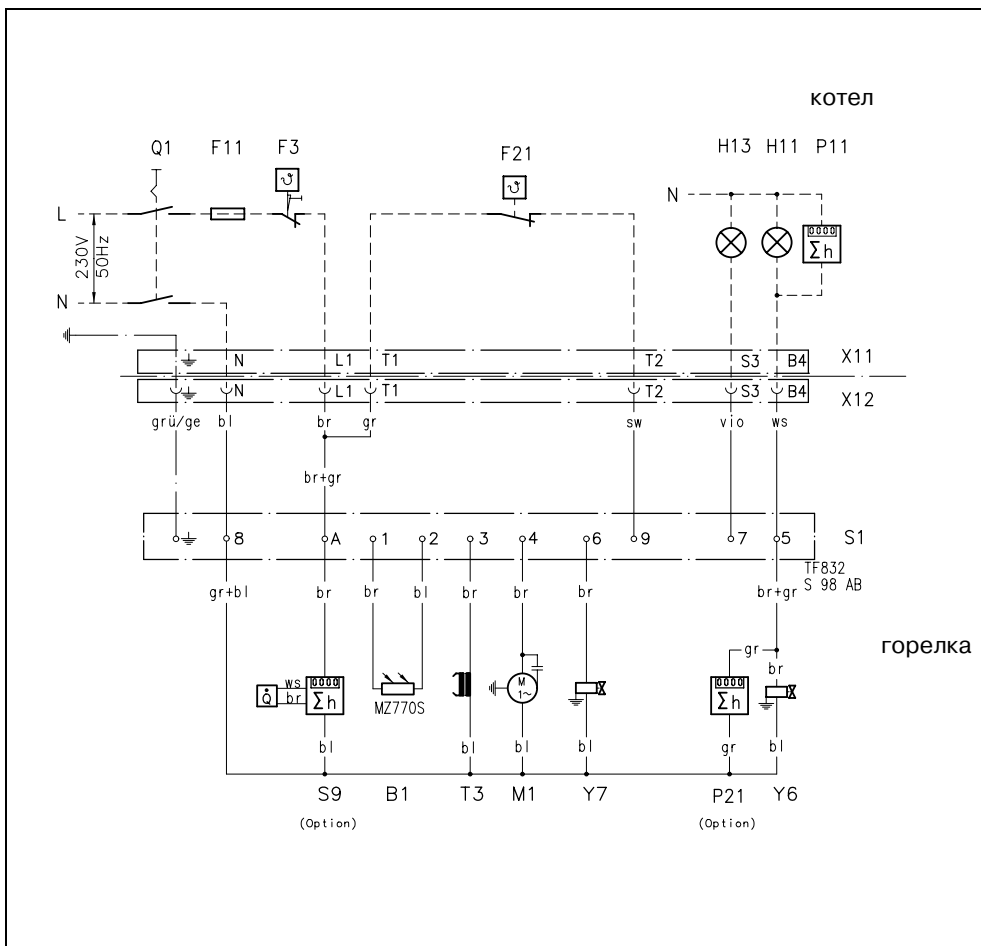 котел
Q1 F11 F3 F21 H13 H11 P11
ϑ ϑ
N
L
0000
Σh
230V
50Hz
N
N L1 T1 T2 S3 B4 X11
N L1 T1 T2 S3 B4 X12
grü/ge bl br gr sw vio ws
br+gr
8 A 1 2 3 4 6 9 7 5 S1
TF832
S 98 AB
gr+bl br br bl br br br br+gr
горелка
gr
br
0000 M 0000
Q ws Σh 1~ Σh
br
MZ770S
bl bl bl bl gr bl
S9 B1 T3 M1 Y7 P21 Y6
(Option) (Option)